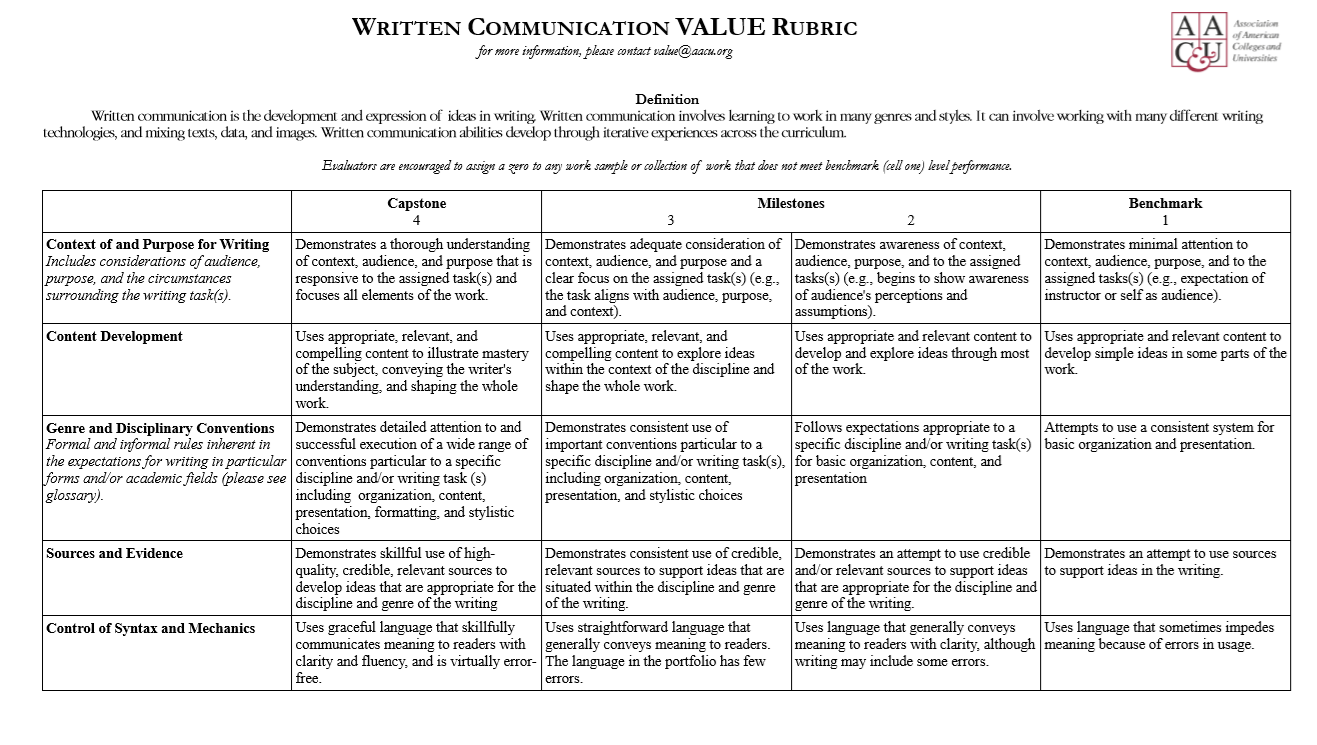 WRITTEN COMMUNICATION VALUE RUBRIC
for more information, please contact value@aacu.org
A A
C & U
Association
of American
Colleges and
Universities
Definition
Written communication is the development and expression of ideas in writing. Written communication involves learning to work in many genres and styles. It can involve working with many different writing
technologies, and mixing texts, data, and images. Written communication abilities develop through iterative experiences across the curriculum.
Evaluators are encouraged to assign a zero to any work sample or collection of work that does not meet benchmark (cell one) level performance.
Capstone
4
Milestones
3 2
Benchmark
1
Context of and Purpose for Writing
Includes considerations of audience,
purpose, and the circumstances
surrounding the writing task(s).
Demonstrates a thorough understanding
of context, audience, and purpose that is
responsive to the assigned task(s) and
focuses all elements of the work.
Demonstrates adequate consideration of
context, audience, and purpose and a
clear focus on the assigned task(s) (e.g.,
the task aligns with audience, purpose,
and context).
Demonstrates awareness of context,
audience, purpose, and to the assigned
tasks(s) (e.g., begins to show awareness
of audience's perceptions and
assumptions).
Demonstrates minimal attention to
context, audience, purpose, and to the
assigned tasks(s) (e.g., expectation of
instructor or self as audience).
Content Development
Uses appropriate, relevant, and
compelling content to illustrate mastery
of the subject, conveying the writer's
understanding, and shaping the whole
work.
Uses appropriate, relevant, and
compelling content to explore ideas
within the context of the discipline and
shape the whole work.
Uses appropriate and relevant content to
develop and explore ideas through most
of the work.
Uses appropriate and relevant content to
develop simple ideas in some parts of the
work.
Genre and Disciplinary Conventions
Formal and informal rules inherent in
the expectations for writing in particular
forms and/or academic fields (please see
glossary).
Demonstrates detailed attention to and
successful execution of a wide range of
conventions particular to a specific
discipline and/or writing task (s)
including organization, content,
presentation, formatting, and stylistic
choices
Demonstrates consistent use of
important conventions particular to a
specific discipline and/or writing task(s),
including organization, content,
presentation, and stylistic choices
Follows expectations appropriate to a
specific discipline and/or writing task(s)
for basic organization, content, and
presentation
Attempts to use a consistent system for
basic organization and presentation.
Sources and Evidence
Demonstrates skillful use of high-
quality, credible, relevant sources to
develop ideas that are appropriate for the
discipline and genre of the writing
Demonstrates consistent use of credible,
relevant sources to support ideas that are
situated within the discipline and genre
of the writing.
Demonstrates an attempt to use credible
and/or relevant sources to support ideas
that are appropriate for the discipline and
genre of the writing.
Demonstrates an attempt to use sources
to support ideas in the writing.
Control of Syntax and Mechanics
Uses graceful language that skillfully
communicates meaning to readers with
clarity and fluency, and is virtually error-
free.
Uses straightforward language that
generally conveys meaning to readers.
The language in the portfolio has few
errors.
Uses language that generally conveys
meaning to readers with clarity, although
writing may include some errors.
Uses language that sometimes impedes
meaning because of errors in usage.